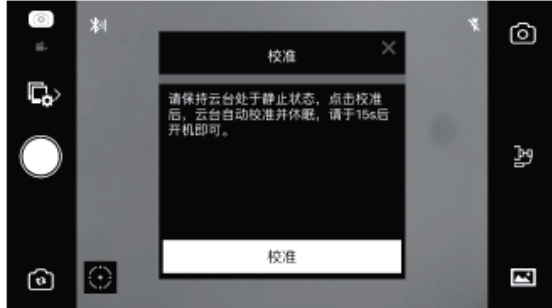 校准
请保持云台处于静止状态，点击校准
后，云台自动校准并休眠，请于15s后
开机即可。
校准